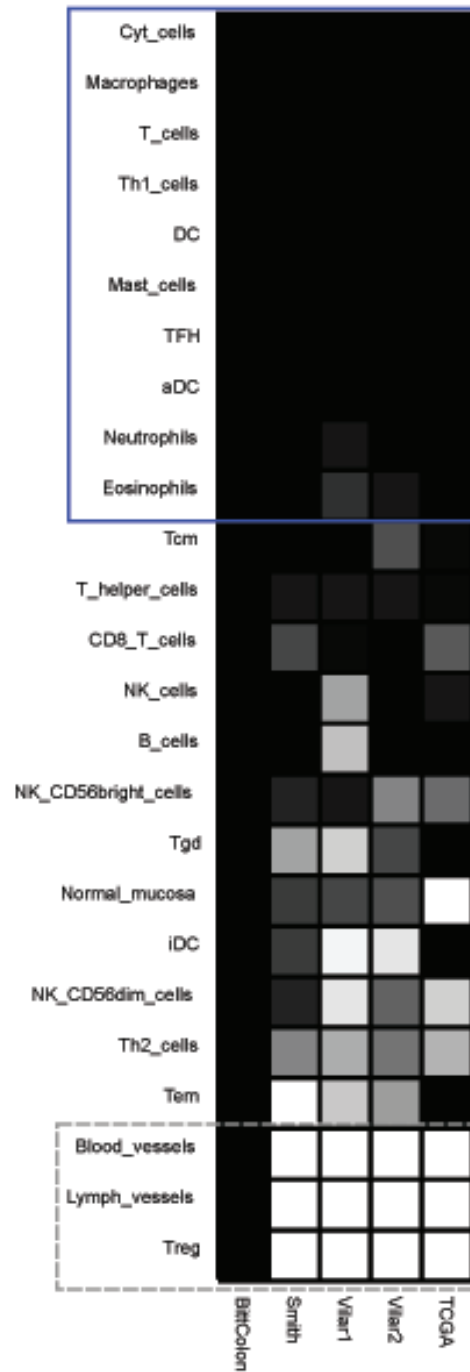 Cyt_cells
Macrophages
T_cells
Th1_cells
DC
Mast_cells
TFH
aDC
Neutrophils
Eosinophils
Tcm
T_helper_cells
CD8_T_cells
NK_cells
B_cells
NK_CD56bright_cells
Tgd
Normal_mucosa
iDC
NK_CD56dim_cells
Th2_cells
Tem
Blood_vessels
Lymph_vessels
Treg
BittColon
Smith
Vilar1
Vilar2
TCGA